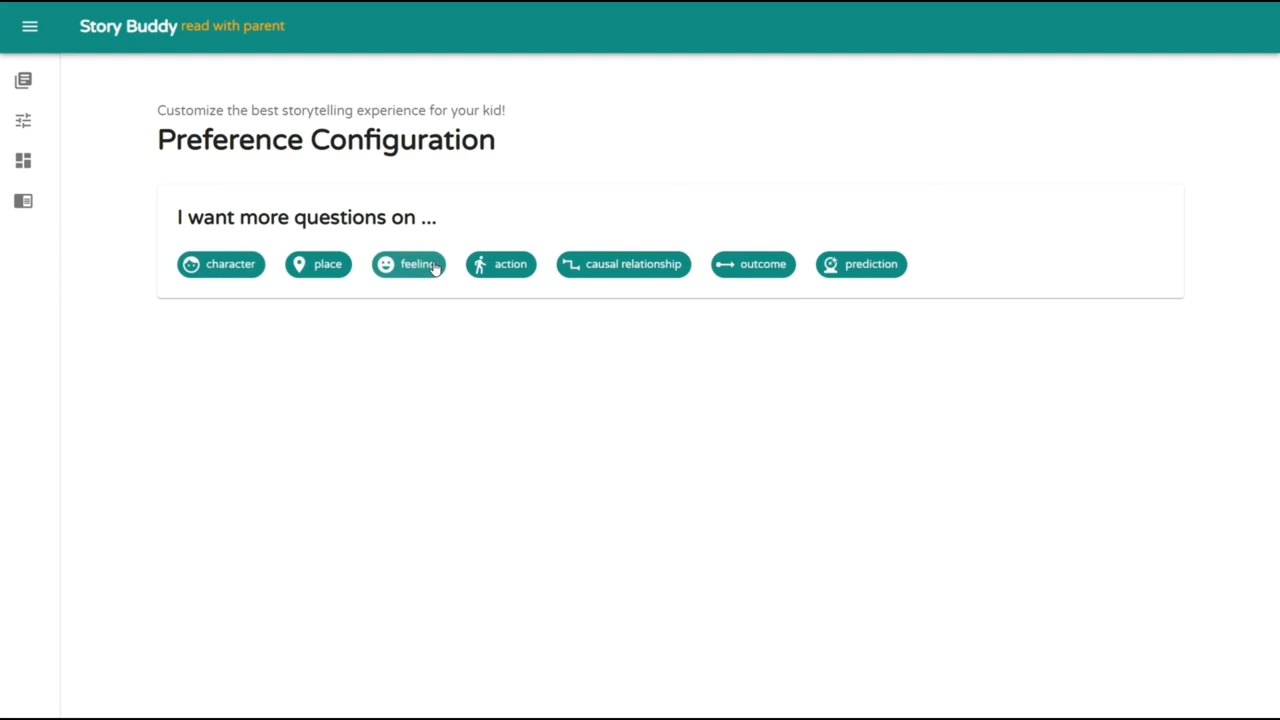 Story Buddy read with parent
Customize the best storytelling experience for your kid!
Preference Configuration
I want more questions on ...
character place feeling action causal relationship outcome prediction